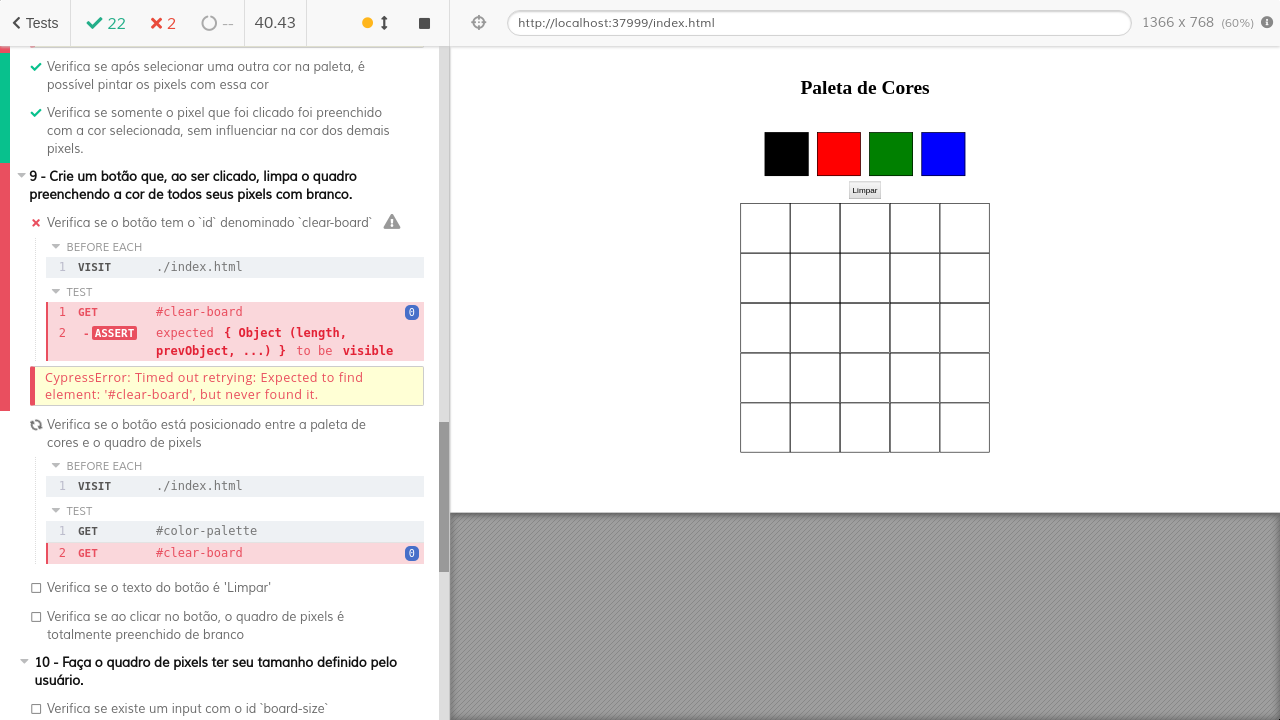 Tests 22 2 -- 40.43
http://localhost:37999/index.html 1366 x 768 (60%)
Verifica se após selecionar uma outra cor na paleta, é
possível pintar os pixels com essa cor
Verifica se somente o pixel que foi clicado foi preenchido
com a cor selecionada, sem influenciar na cor dos demais
pixels.
9 - Crie um botão que, ao ser clicado, limpa o quadro
preenchendo a cor de todos seus pixels com branco.
Verifica se o botão tem o `id` denominado `clear-board`
BEFORE EACH
1 VISIT ./index.html
TEST
1 GET #clear-board 0
2 - ASSERT expected { Object (length,
prevObject, ...) } to be visible
CypressError: Timed out retrying: Expected to find
element: '#clear-board', but never found it.
Verifica se o botão está posicionado entre a paleta de
cores e o quadro de pixels
BEFORE EACH
1 VISIT ./index.html
TEST
1 GET #color-palette
2 GET #clear-board 0
Verifica se o texto do botão é 'Limpar'
Verifica se ao clicar no botão, o quadro de pixels é
totalmente preenchido de branco
10 - Faça o quadro de pixels ter seu tamanho definido pelo
usuário.
Verifica se existe um input com o id `board-size`
Paleta de Cores
Limpar